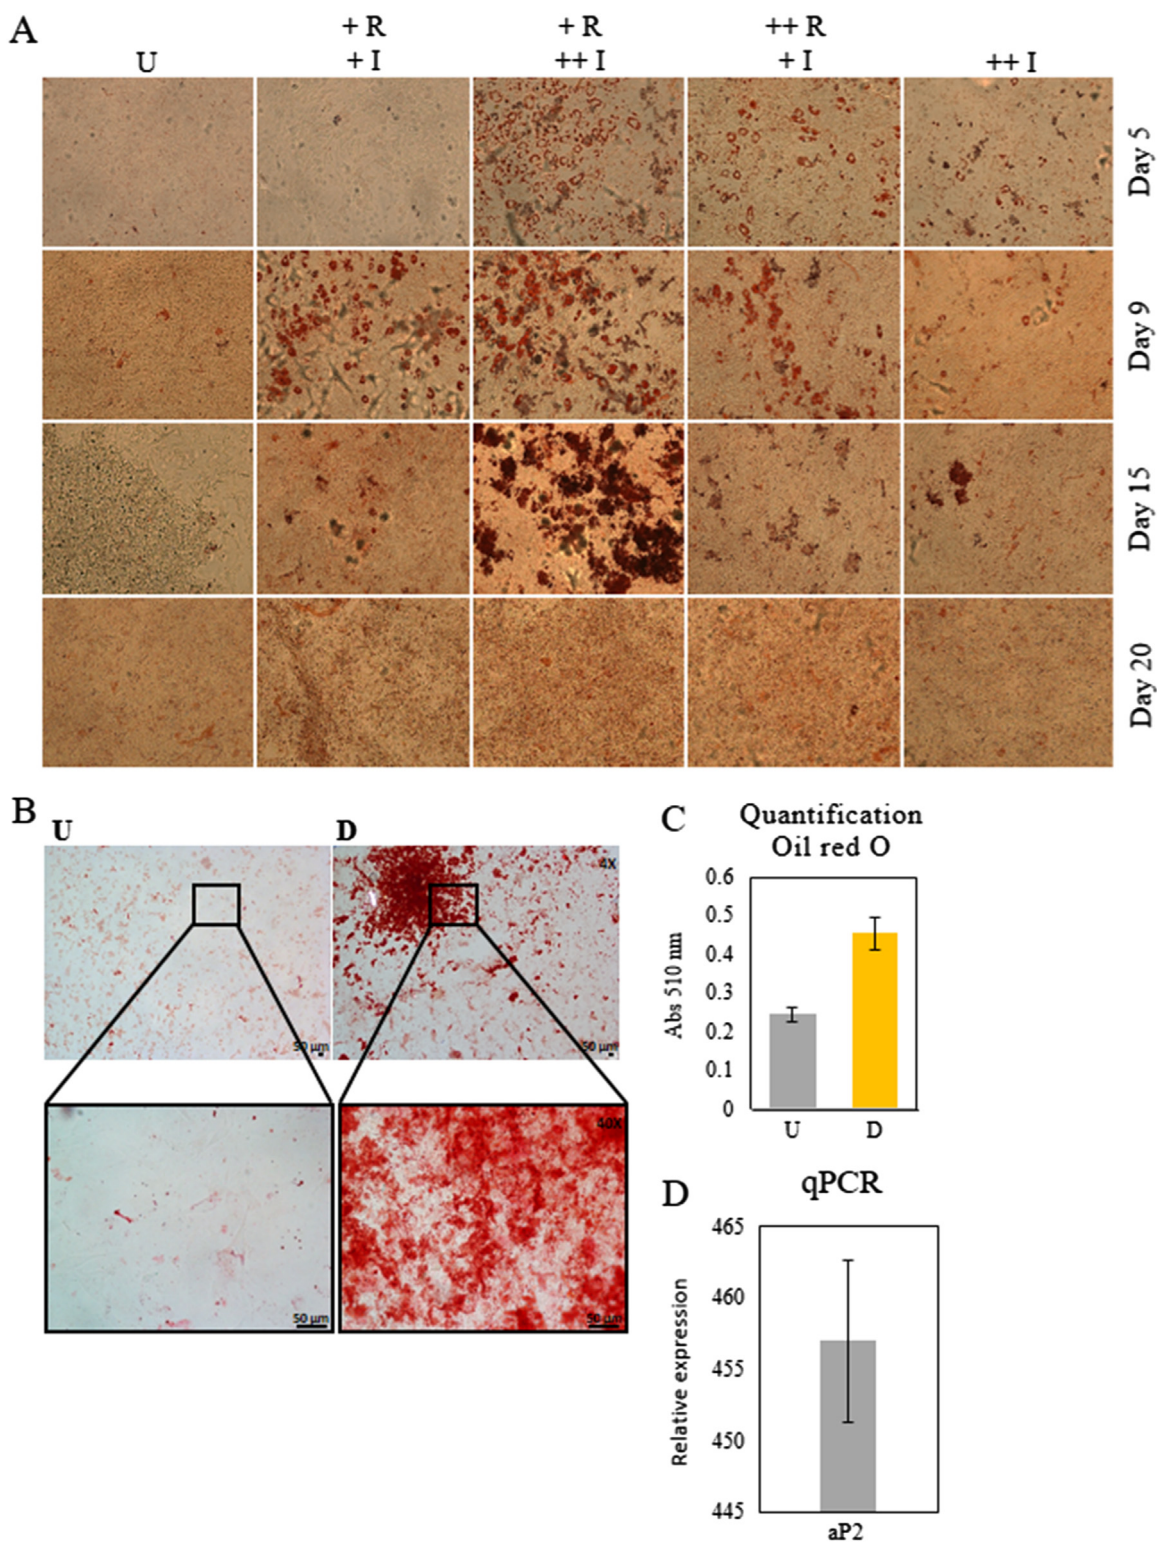 A
+ R
+ R
++ R
U
+ I
++ I
+ I
++ I
Day 5
Day 9
Day 15
Day 20
B
U
D
4X
50 µm
50 µm
40X
50 µm
50 µm
C
Quantification
Oil red O
Abs 510 nm
0.6
0.5
0.4
0.3
0.2
0.1
0
U
D
D
qPCR
Relative expression
465
460
455
450
445
aP2